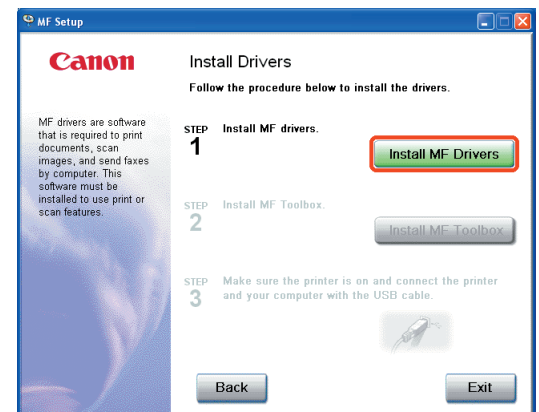 MF Setup
Canon
Install Drivers
Follow the procedure below to install the drivers.
MF drivers are software
that is required to print
documents, scan
images, and send faxes
by computer. This
software must be
installed to use print or
scan features.
STEP
1
Install MF drivers.
Install MF Drivers
STEP
2
Install MF Toolbox.
Install MF Toolbox
STEP
3
Make sure the printer is on and connect the printer
and your computer with the USB cable.
Back
Exit